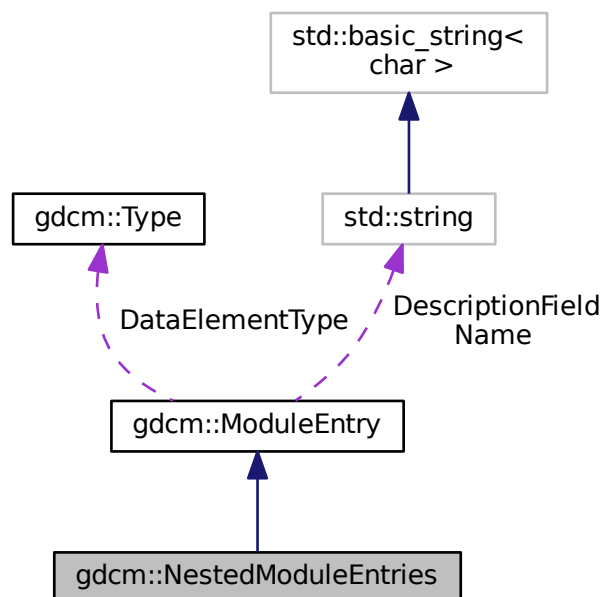 std::basic_string<
char >
gdcm::Type
std::string
DataElementType
DescriptionField
Name
gdcm::ModuleEntry
gdcm::NestedModuleEntries